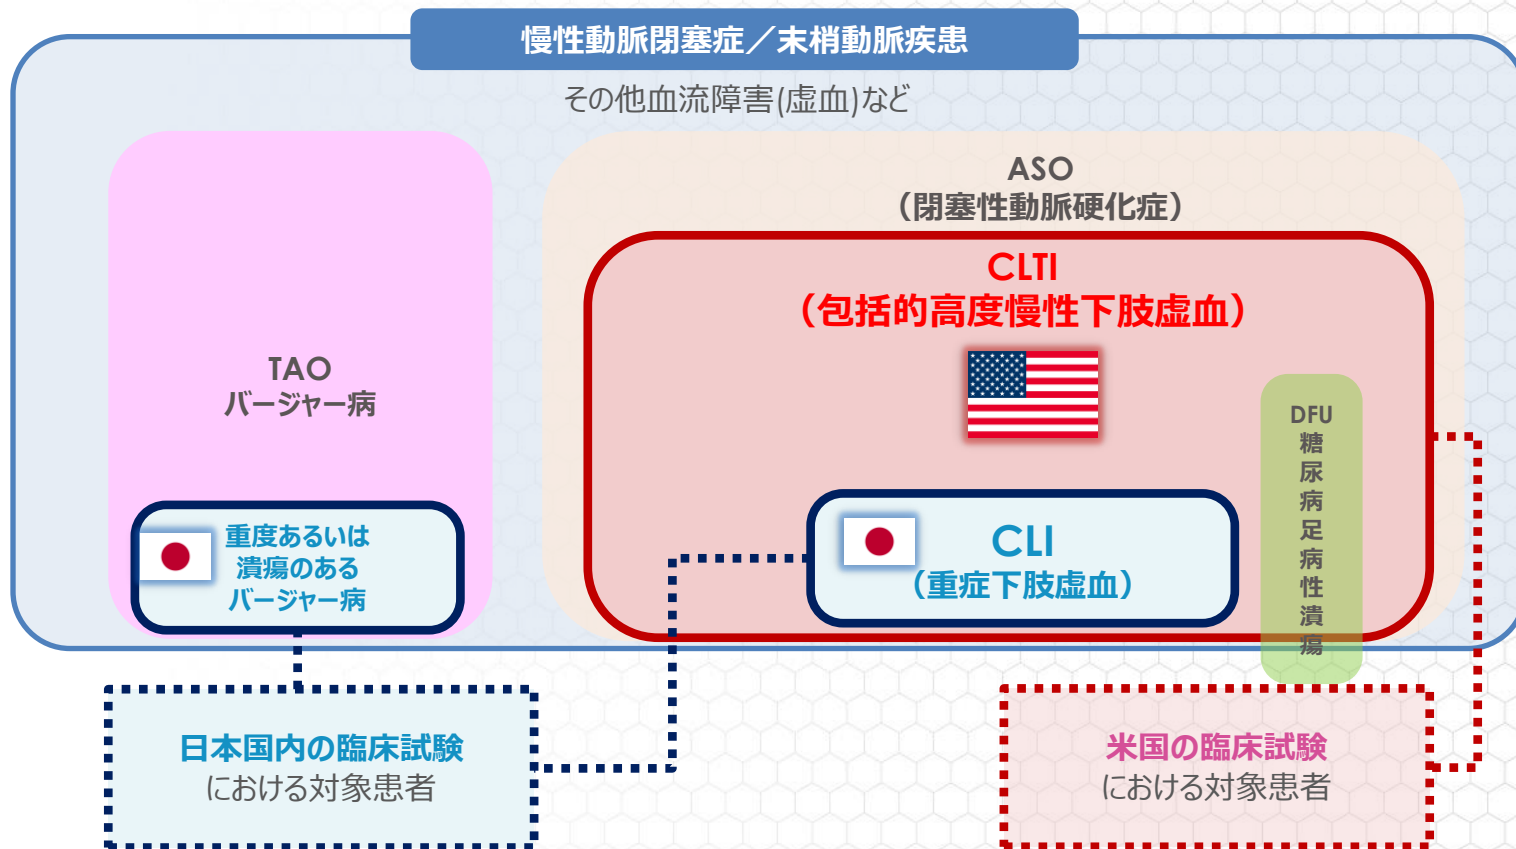 慢性動脈閉塞症／末梢動脈疾患
その他血流障害(虚血)など
ASO
（閉塞性動脈硬化症）
CLTI
（包括的高度慢性下肢虚血）
TAO
バージャー病
DFU
糖
尿
病
足
病
性
潰
瘍
重度あるいは
潰瘍のある
バージャー病
CLI
（重症下肢虚血）
日本国内の臨床試験
における対象患者
米国の臨床試験
における対象患者